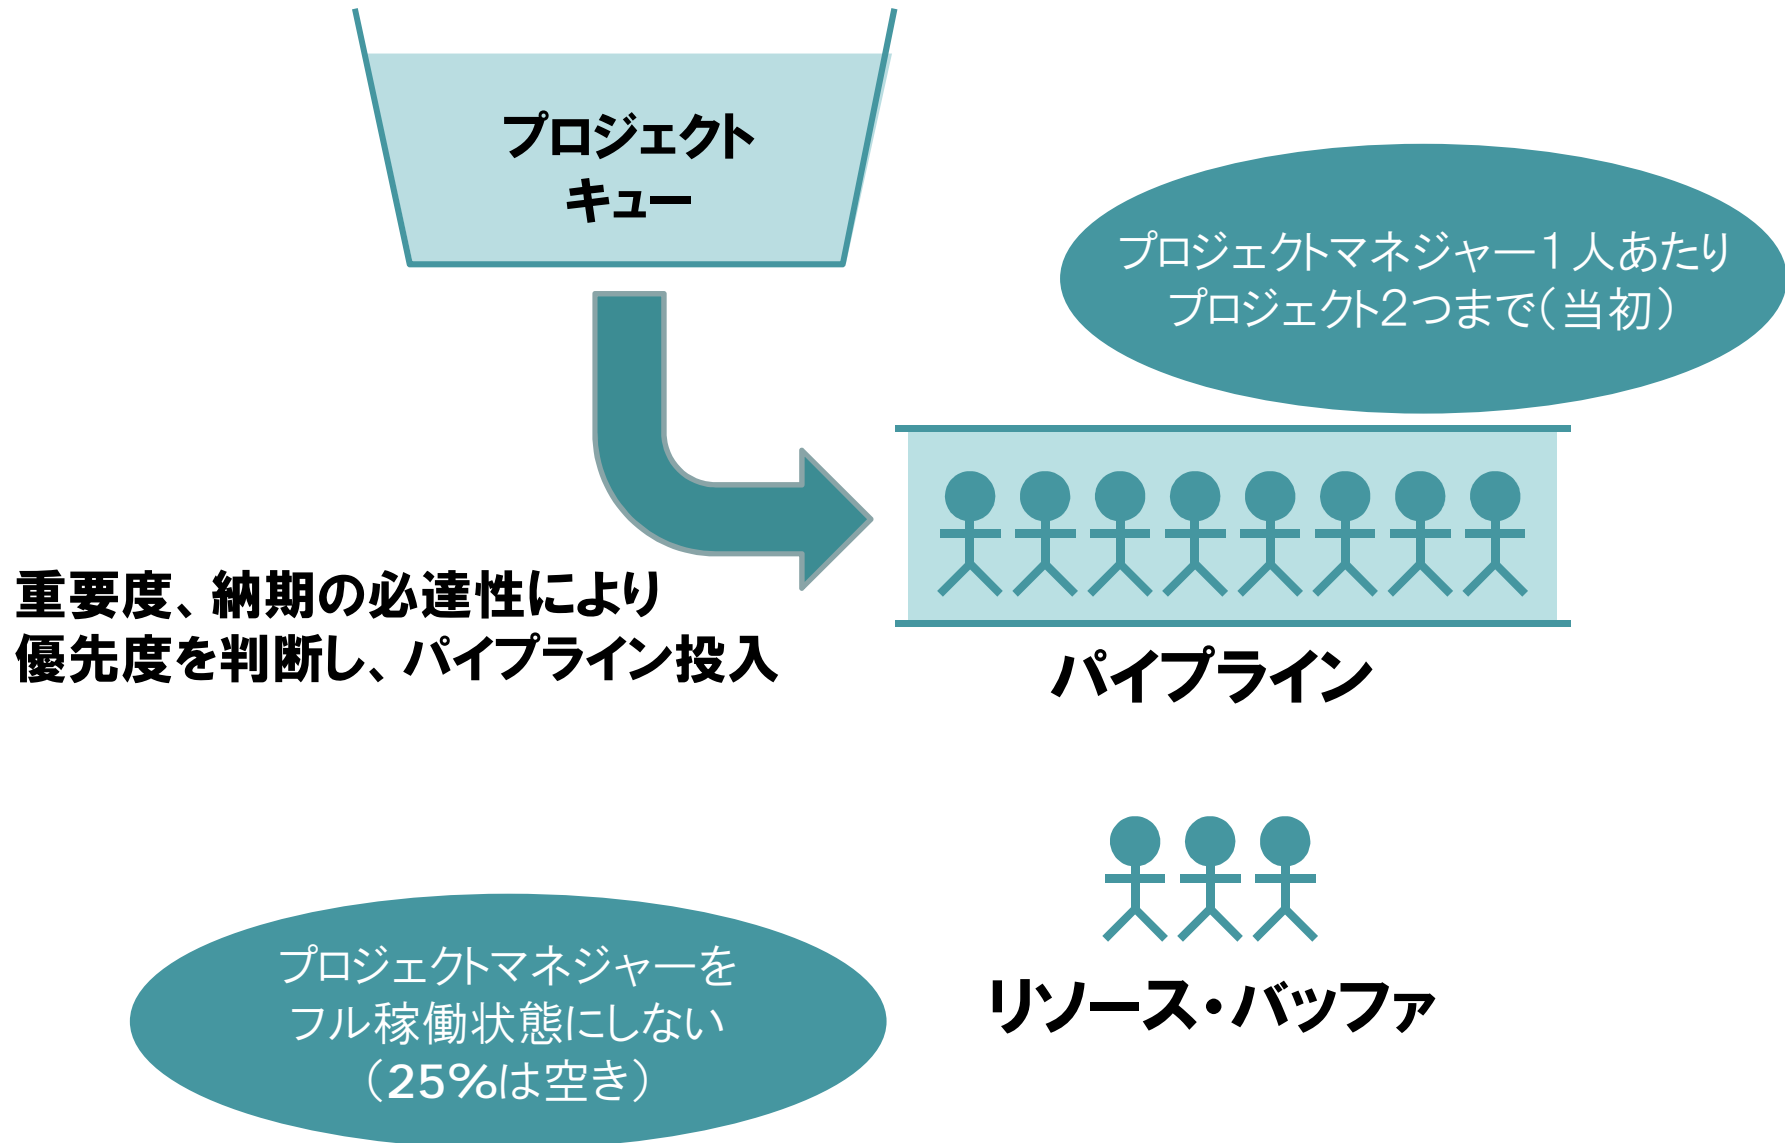 プロジェクト
キュー
プロジェクトマネジャー１人あたり
プロジェクト2つまで（当初）
重要度、納期の必達性により
優先度を判断し、パイプライン投入
パイプライン
リソース・バッファ
プロジェクトマネジャーを
フル稼働状態にしない
（25%は空き）